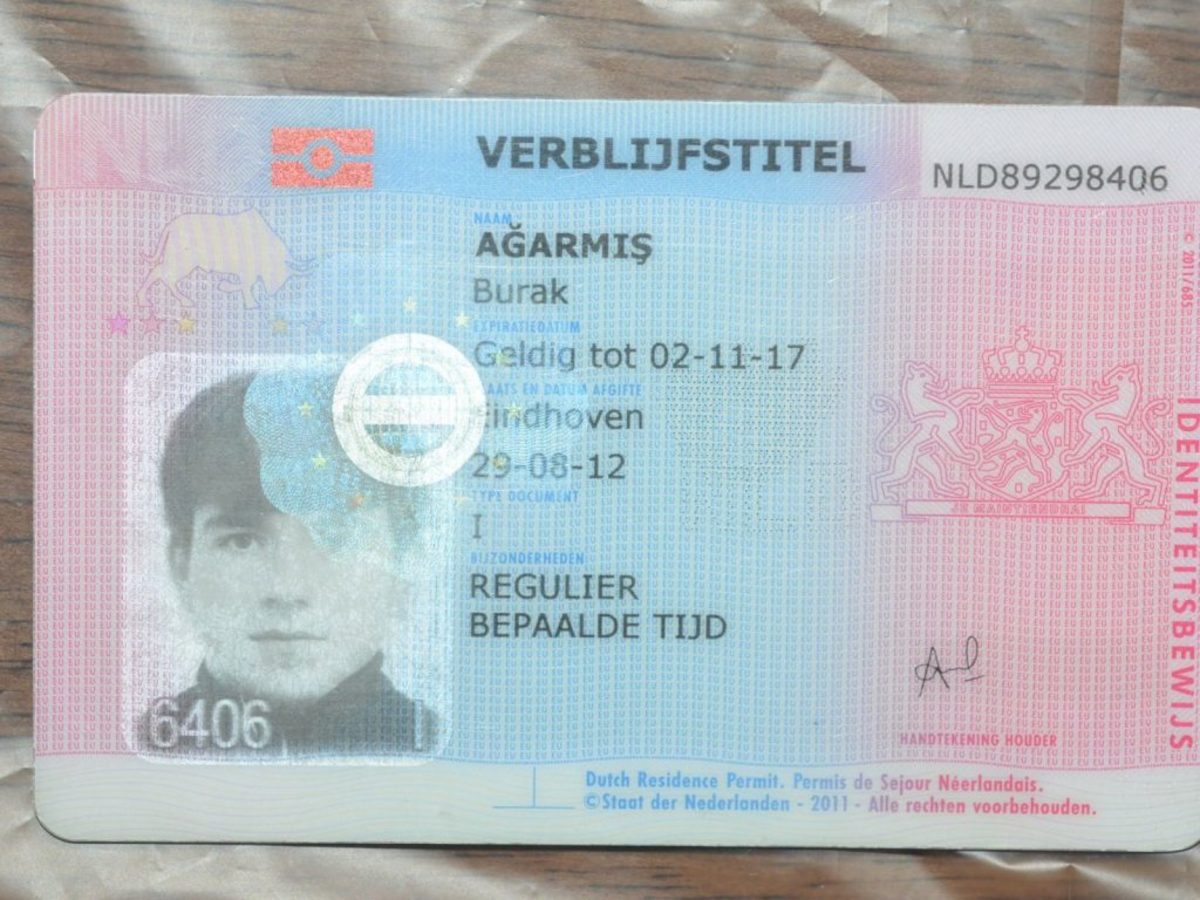 VERBLIJFSTITEL
NLD89298406
NAAM
AĞARMIŞ
Burak
EXPIRATIEDATUM
Geldig tot 02-11-17
PLAATS EN DATUM AFGIFTE
Eindhoven
29-08-12
TYPE DOCUMENT
I
BIJZONDERHEDEN
REGULIER
BEPAALDE TIJD
6406
JE MAINTIENDRAI
HANDTEKENING HOUDER
Dutch Residence Permit. Permis de Sejour Néerlandais.
©Staat der Nederlanden - 2011 - Alle rechten voorbehouden.
© 2011/685
IDENTITEITSBEWIJS